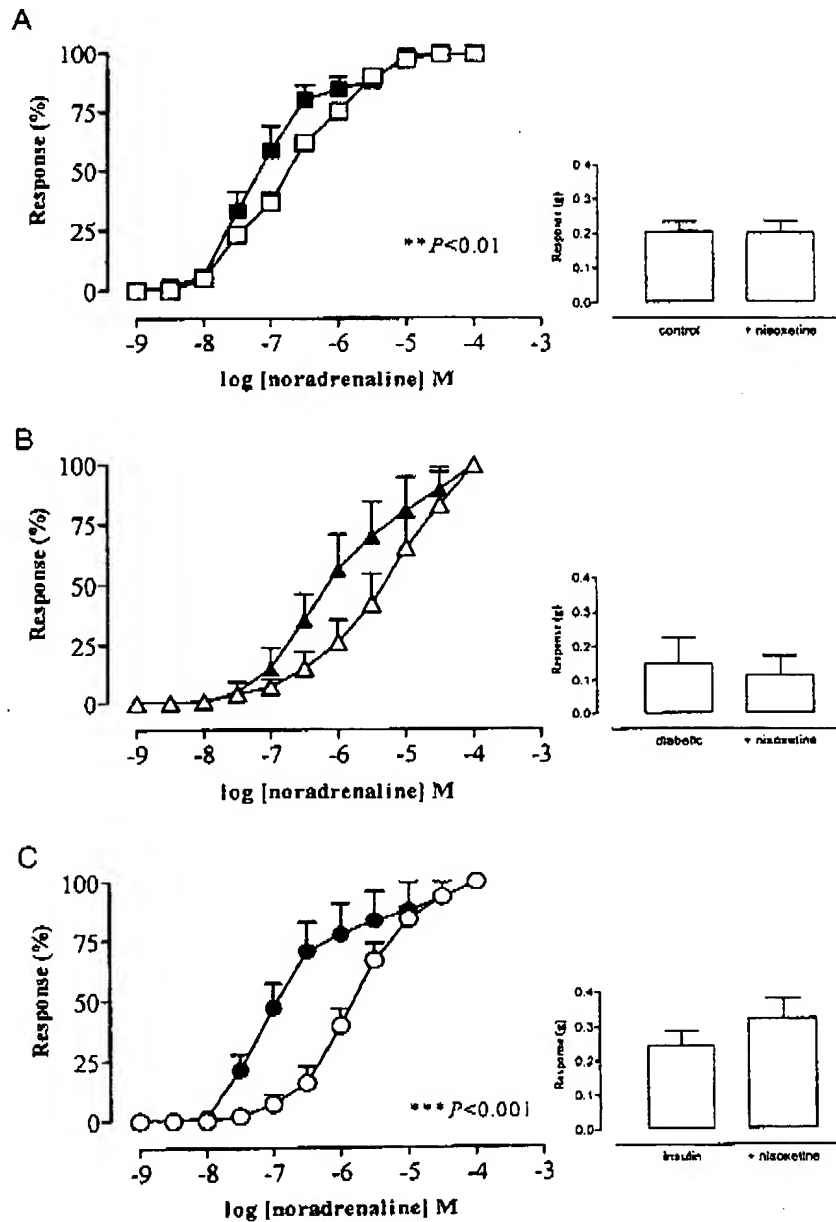 A
Response (%)
100
75
50
25
0
**P<0.01
-9 -8 -7 -6 -5 -4 -3
log [noradrenaline] M
Response (g)
0.4
0.3
0.2
0.1
0.0
control + nisoxetine
B
Response (%)
100
75
50
25
0
-9 -8 -7 -6 -5 -4 -3
log [noradrenaline] M
Response (g)
0.4
0.3
0.2
0.1
0.0
diabetic + nisoxetine
C
Response (%)
100
75
50
25
0
***P<0.001
-9 -8 -7 -6 -5 -4 -3
log [noradrenaline] M
Response (g)
0.4
0.3
0.2
0.1
0.0
insulin + nisoxetine